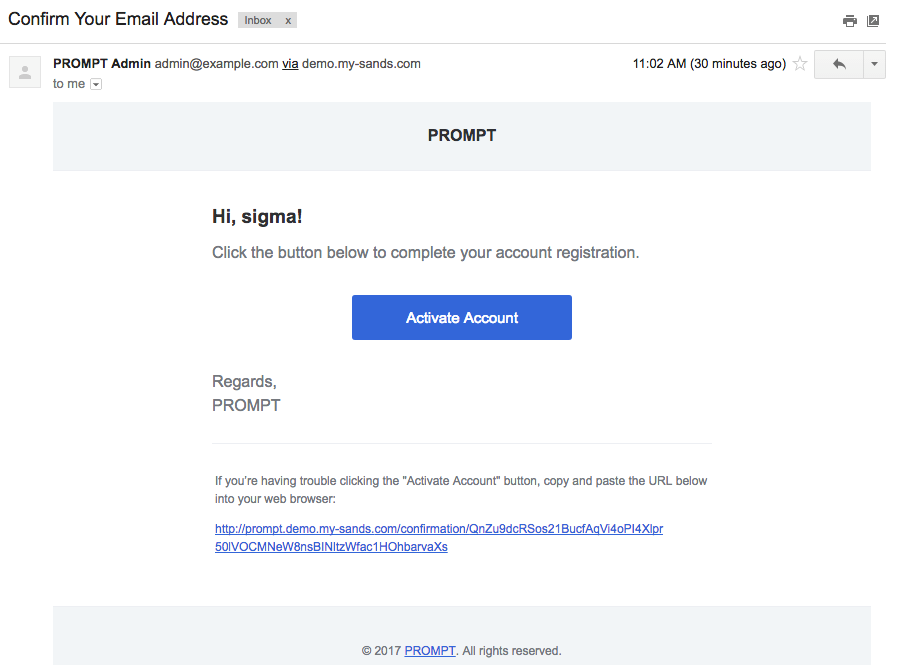 Confirm Your Email Address Inbox x
PROMPT Admin admin@example.com via demo.my-sands.com 11:02 AM (30 minutes ago)
to me
PROMPT
Hi, sigma!
Click the button below to complete your account registration.
Activate Account
Regards,
PROMPT
If you're having trouble clicking the "Activate Account" button, copy and paste the URL below
into your web browser:
http://prompt.demo.my-sands.com/confirmation/QnZu9dcRSos21BucfAqVi4oPI4Xlpr
50lVOCMNeW8nsBINltzWfac1HOhbarvaXs
© 2017 PROMPT. All rights reserved.